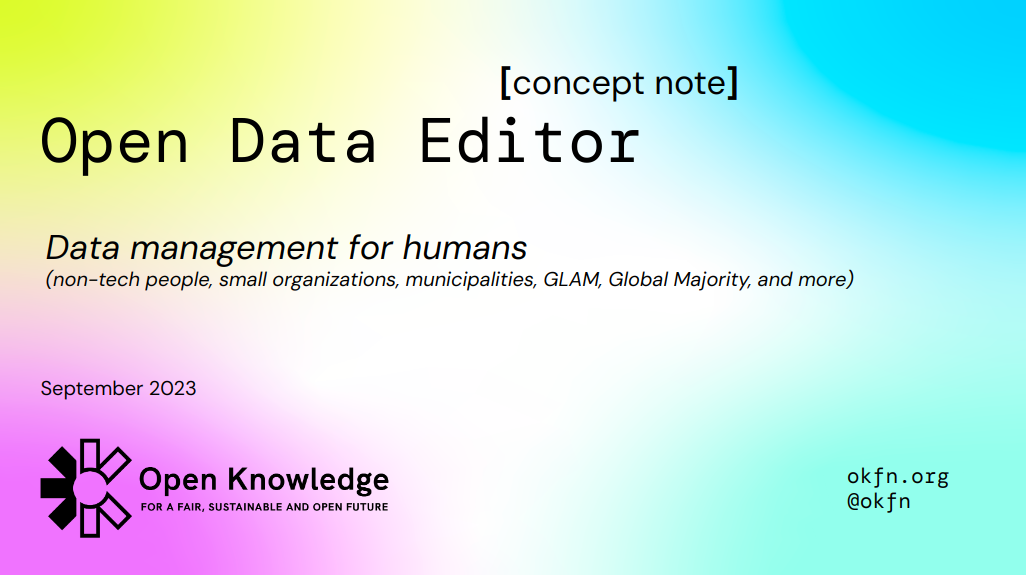 [concept note]
Open Data Editor
Data management for humans
(non-tech people, small organizations, municipalities, GLAM, Global Majority, and more)
September 2023
Open Knowledge
FOR A FAIR, SUSTAINABLE AND OPEN FUTURE
okfn.org
@okfn